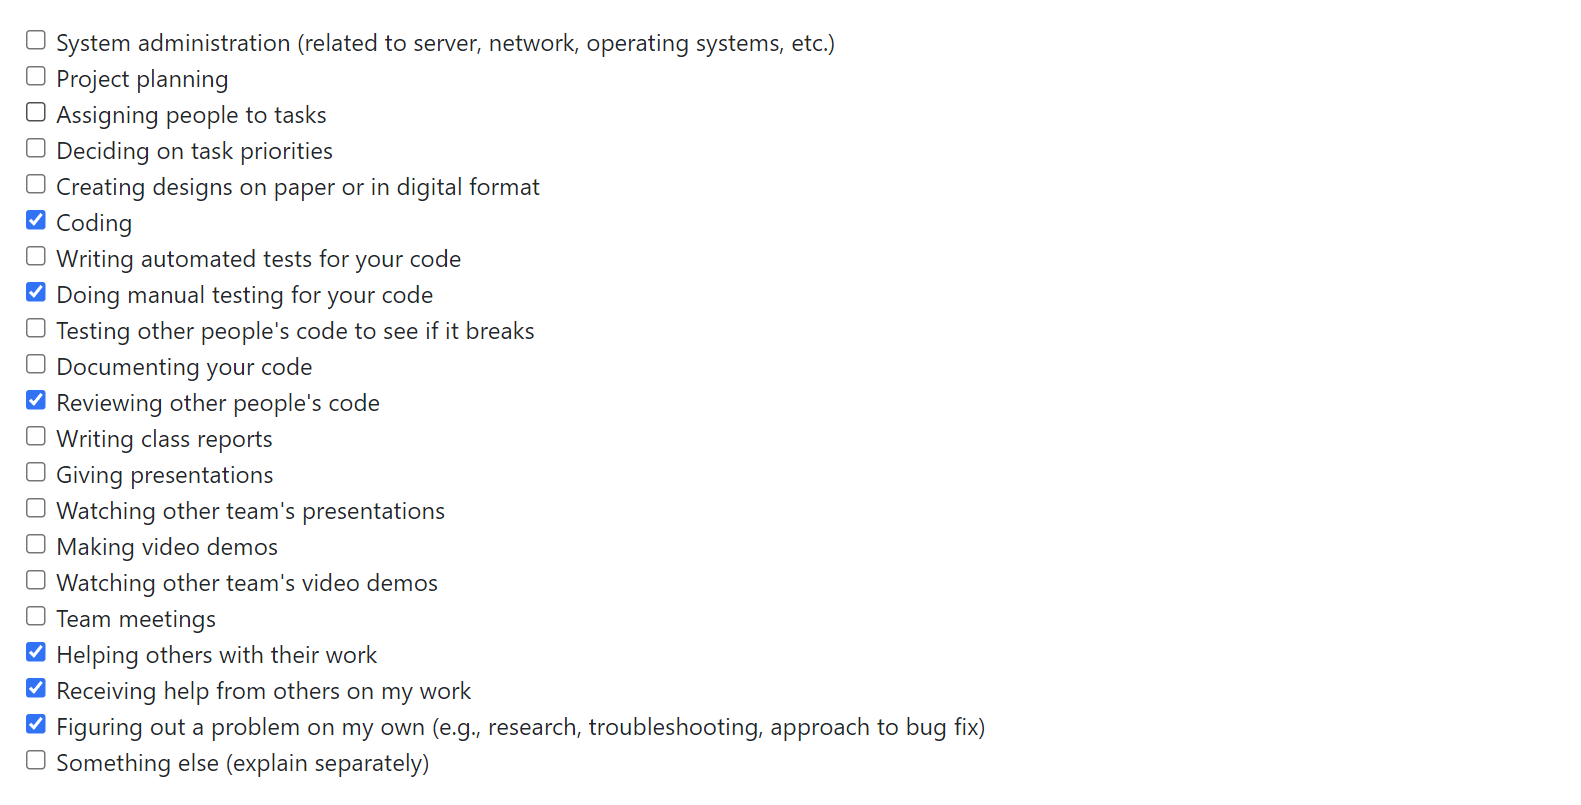 System administration (related to server, network, operating systems, etc.)
Project planning
Assigning people to tasks
Deciding on task priorities
Creating designs on paper or in digital format
Coding
Writing automated tests for your code
Doing manual testing for your code
Testing other people's code to see if it breaks
Documenting your code
Reviewing other people's code
Writing class reports
Giving presentations
Watching other team's presentations
Making video demos
Watching other team's video demos
Team meetings
Helping others with their work
Receiving help from others on my work
Figuring out a problem on my own (e.g., research, troubleshooting, approach to bug fix)
Something else (explain separately)